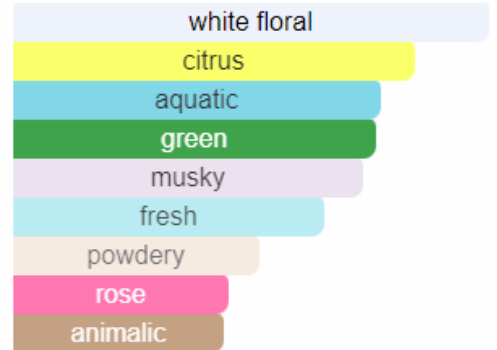 white floral
citrus
aquatic
green
musky
fresh
powdery
rose
animalic